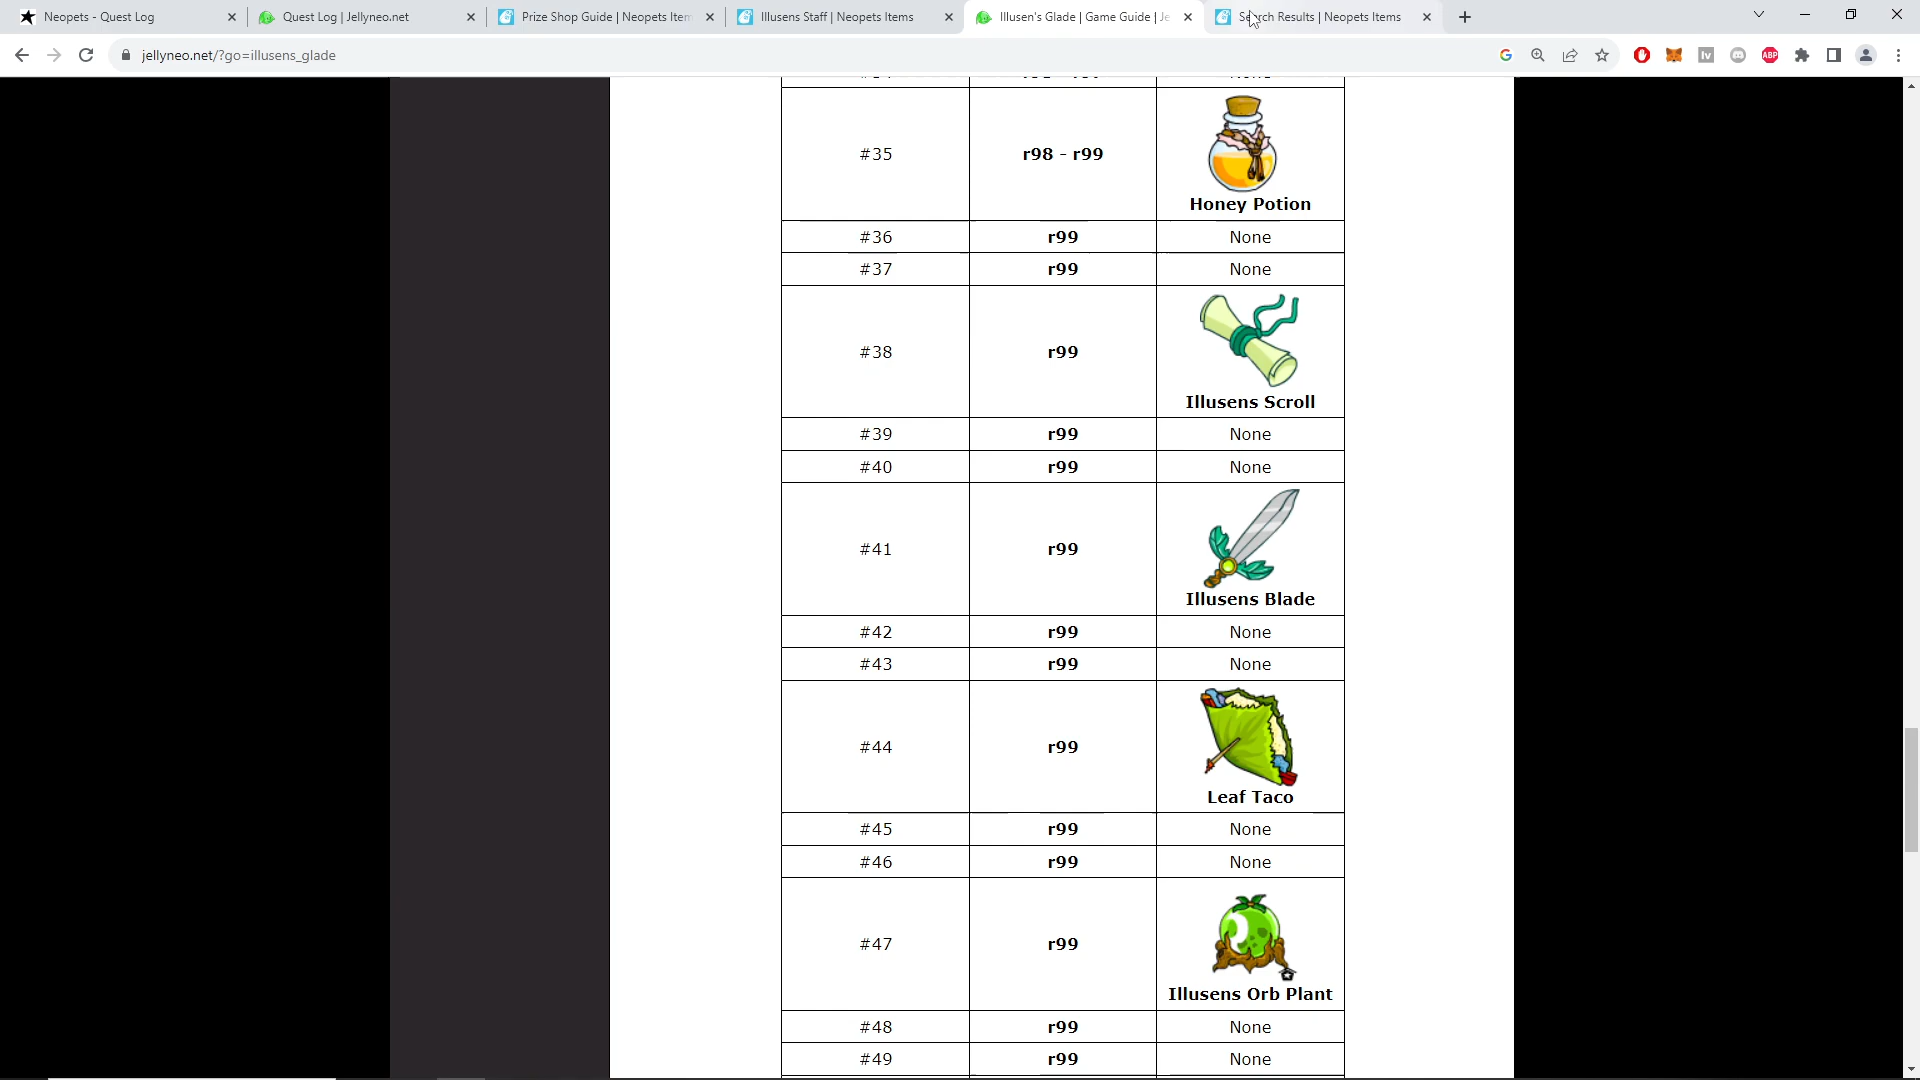 Neopets - Quest Log
Quest Log | Jellyneo.net
Prize Shop Guide | Neopets Item
Illusens Staff | Neopets Items
Illusen's Glade | Game Guide | Je
Search Results | Neopets Items
jellyneo.net/?go=illusens_glade
#35 r98 - r99
Honey Potion
#36 r99 None
#37 r99 None
#38 r99
Illusens Scroll
#39 r99 None
#40 r99 None
#41 r99
Illusens Blade
#42 r99 None
#43 r99 None
#44 r99
Leaf Taco
#45 r99 None
#46 r99 None
#47 r99
Illusens Orb Plant
#48 r99 None
#49 r99 None